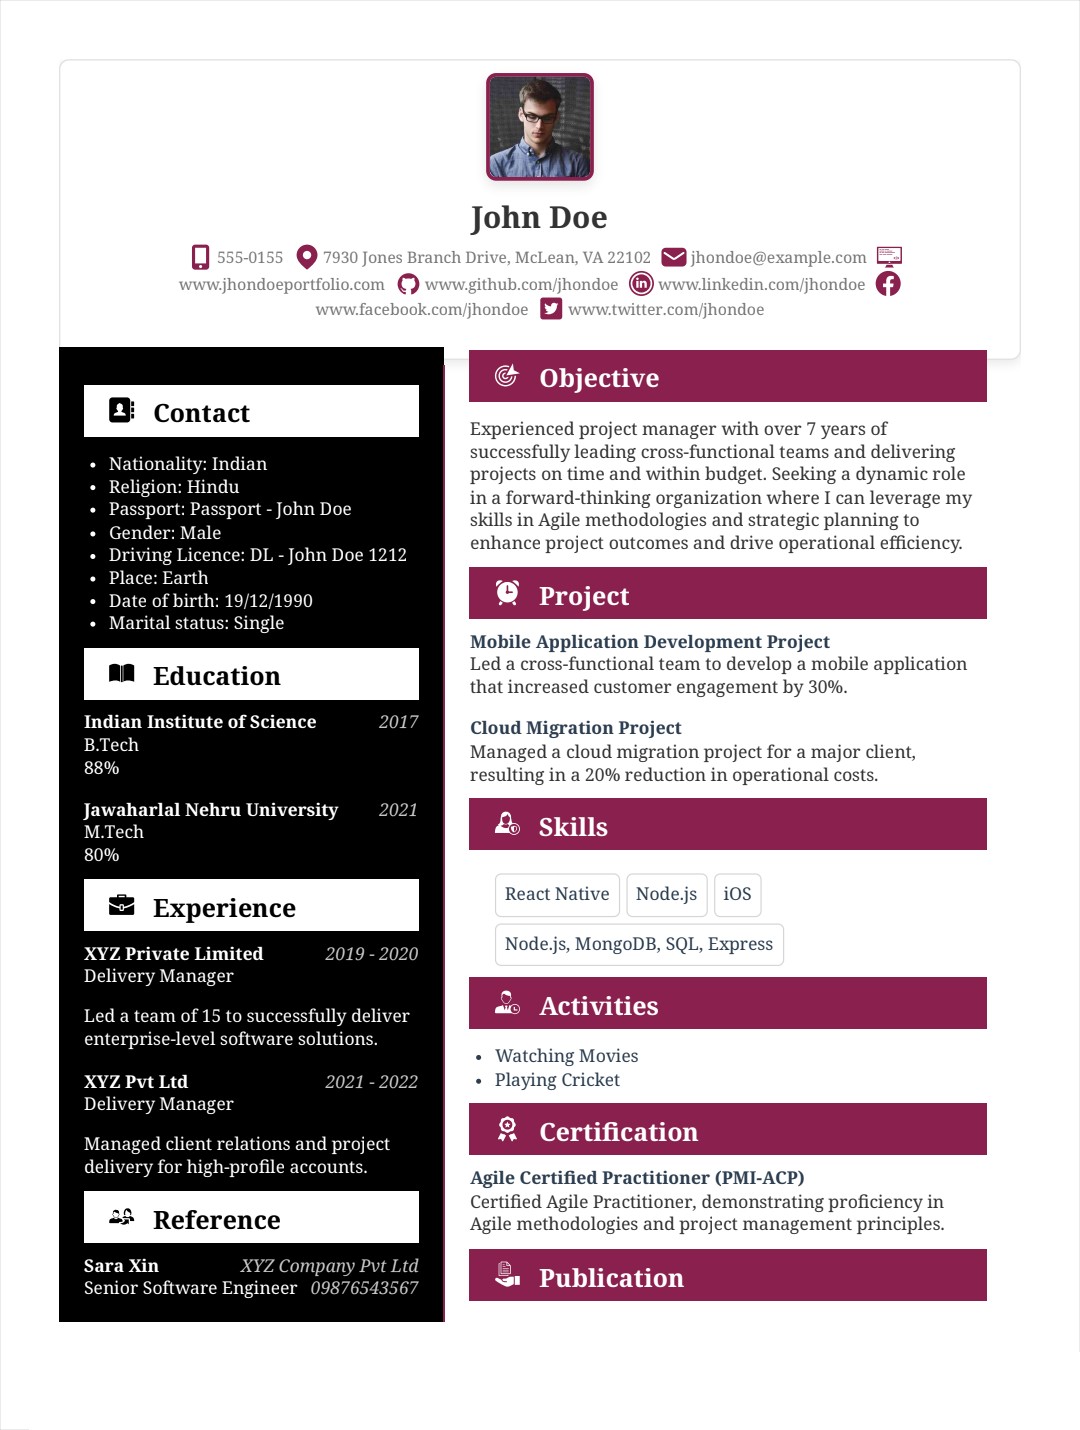 John Doe
555-0155 7930 Jones Branch Drive, McLean, VA 22102 jhondoe@example.com
www.jhondoeportfolio.com www.github.com/jhondoe www.linkedin.com/jhondoe
www.facebook.com/jhondoe www.twitter.com/jhondoe
Contact
Nationality: Indian
Religion: Hindu
Passport: Passport - John Doe
Gender: Male
Driving Licence: DL - John Doe 1212
Place: Earth
Date of birth: 19/12/1990
Marital status: Single
Education
Indian Institute of Science 2017
B.Tech
88%
Jawaharlal Nehru University 2021
M.Tech
80%
Experience
XYZ Private Limited 2019 - 2020
Delivery Manager
Led a team of 15 to successfully deliver
enterprise-level software solutions.
XYZ Pvt Ltd 2021 - 2022
Delivery Manager
Managed client relations and project
delivery for high-profile accounts.
Reference
Sara Xin XYZ Company Pvt Ltd
Senior Software Engineer 09876543567
Objective
Experienced project manager with over 7 years of
successfully leading cross-functional teams and delivering
projects on time and within budget. Seeking a dynamic role
in a forward-thinking organization where I can leverage my
skills in Agile methodologies and strategic planning to
enhance project outcomes and drive operational efficiency.
Project
Mobile Application Development Project
Led a cross-functional team to develop a mobile application
that increased customer engagement by 30%.
Cloud Migration Project
Managed a cloud migration project for a major client,
resulting in a 20% reduction in operational costs.
Skills
React Native Node.js iOS
Node.js, MongoDB, SQL, Express
Activities
Watching Movies
Playing Cricket
Certification
Agile Certified Practitioner (PMI-ACP)
Certified Agile Practitioner, demonstrating proficiency in
Agile methodologies and project management principles.
Publication